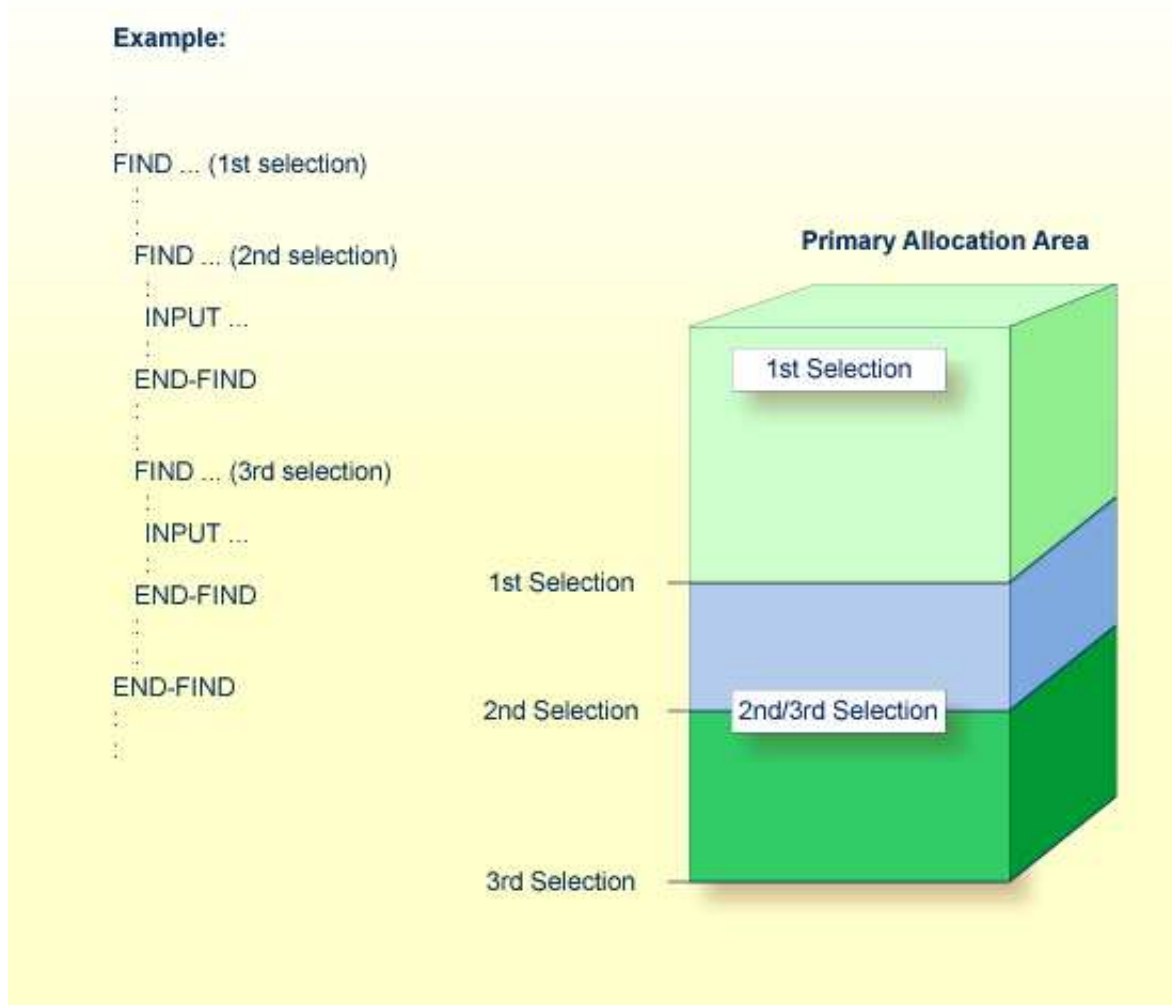 Example:
:
:
FIND ... (1st selection)
:
:
FIND ... (2nd selection)
:
INPUT ...
:
END-FIND
:
:
FIND ... (3rd selection)
:
INPUT ...
:
END-FIND
:
:
END-FIND
:
:
Primary Allocation Area
1st Selection
1st Selection
2nd Selection
2nd/3rd Selection
3rd Selection